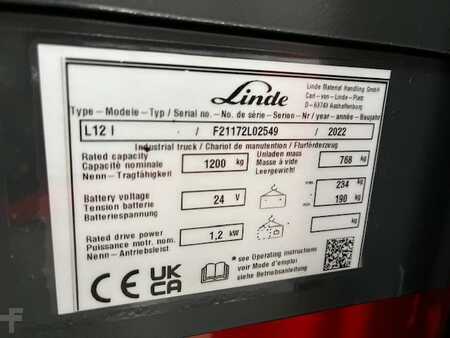 Linde
Linde Material Handling GmbH
Carl-von-Linde-Platz
D-63743 Aschaffenburg
Type-Modele-Typ / Serial no.-No. de série-Serien-Nr / year-année-Baujahr
L12 I / F21172L02549 / 2022
Industrial truck / Chariot de manutention / Flurförderzeug
Rated capacity
Capacité nominale 1200 kg
Nenn-Tragfähigkeit
Unladen mass
Masse à vide 768 kg
Leergewicht
Battery voltage
Tension batterie 24 V
Batteriespannung
max 234 kg
min 190 kg
kg
Rated drive power
Puissance motr. nom. 1,2 kW
Nenn-Antriebsleist.
CE UK
CA
* see Operating instructions
voir Mode d'emploi
siehe Betriebsanleitung